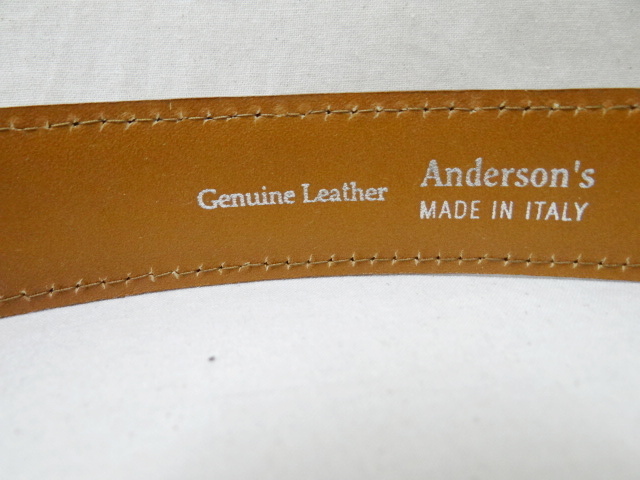 Genuine Leather
Anderson's
MADE IN ITALY